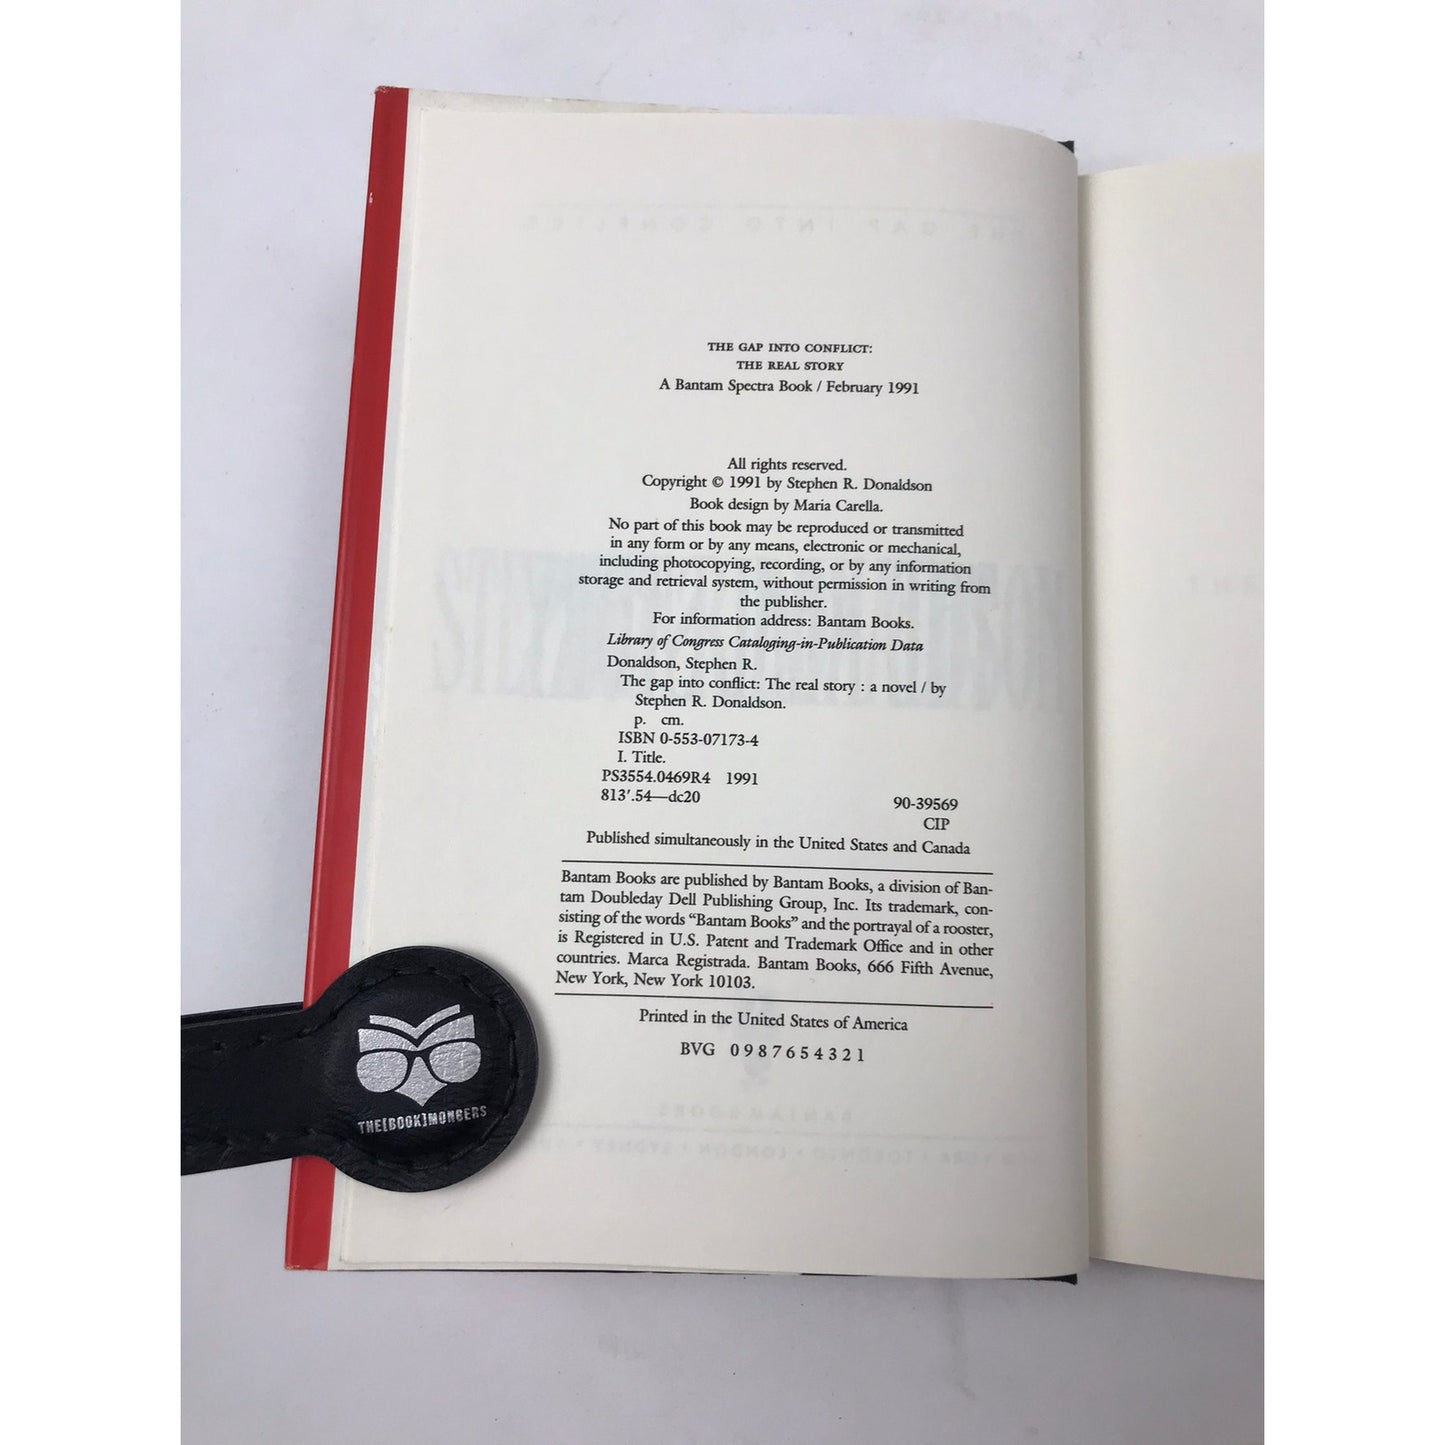 THE GAP INTO CONFLICT:
THE REAL STORY
A Bantam Spectra Book / February 1991
All rights reserved.
Copyright © 1991 by Stephen R. Donaldson
Book design by Maria Carella.
No part of this book may be reproduced or transmitted
in any form or by any means, electronic or mechanical,
including photocopying, recording, or by any information
storage and retrieval system, without permission in writing from
the publisher.
For information address: Bantam Books.
Library of Congress Cataloging-in-Publication Data
Donaldson, Stephen R.
The gap into conflict: The real story : a novel / by
Stephen R. Donaldson.
p. cm.
ISBN 0-553-07173-4
I. Title.
PS3554.0469R4 1991
813'.54—dc20
90-39569
CIP
Published simultaneously in the United States and Canada
Bantam Books are published by Bantam Books, a division of Ban-
tam Doubleday Dell Publishing Group, Inc. Its trademark, con-
sisting of the words “Bantam Books” and the portrayal of a rooster,
is Registered in U.S. Patent and Trademark Office and in other
countries. Marca Registrada. Bantam Books, 666 Fifth Avenue,
New York, New York 10103.
Printed in the United States of America
BVG 0987654321
THE[BOOK]MONGERS